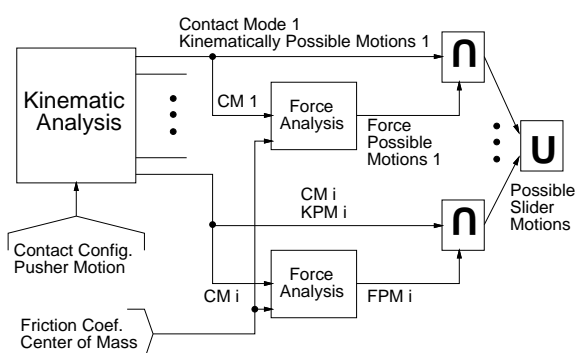 Contact Mode 1
Kinematically Possible Motions 1
Kinematic
Analysis
CM 1
Force
Analysis
Force
Possible
Motions 1
∩
∪
Possible
Slider
Motions
CM i
KPM i
∩
Contact Config.
Pusher Motion
CM i
Force
Analysis
FPM i
Friction Coef.
Center of Mass